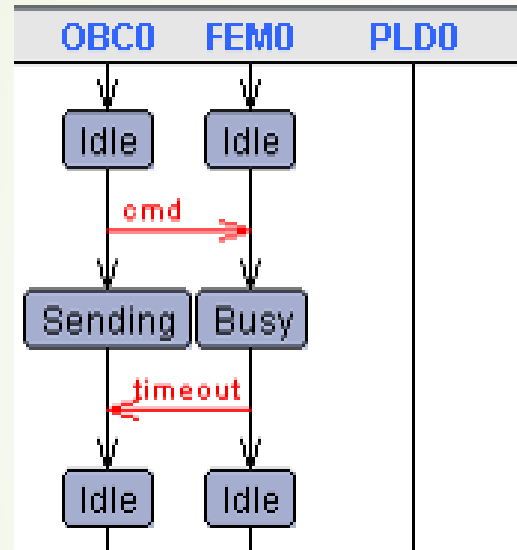 OBC0 FEM0 PLD0
Idle Idle
cmd
Sending Busy
timeout
Idle Idle